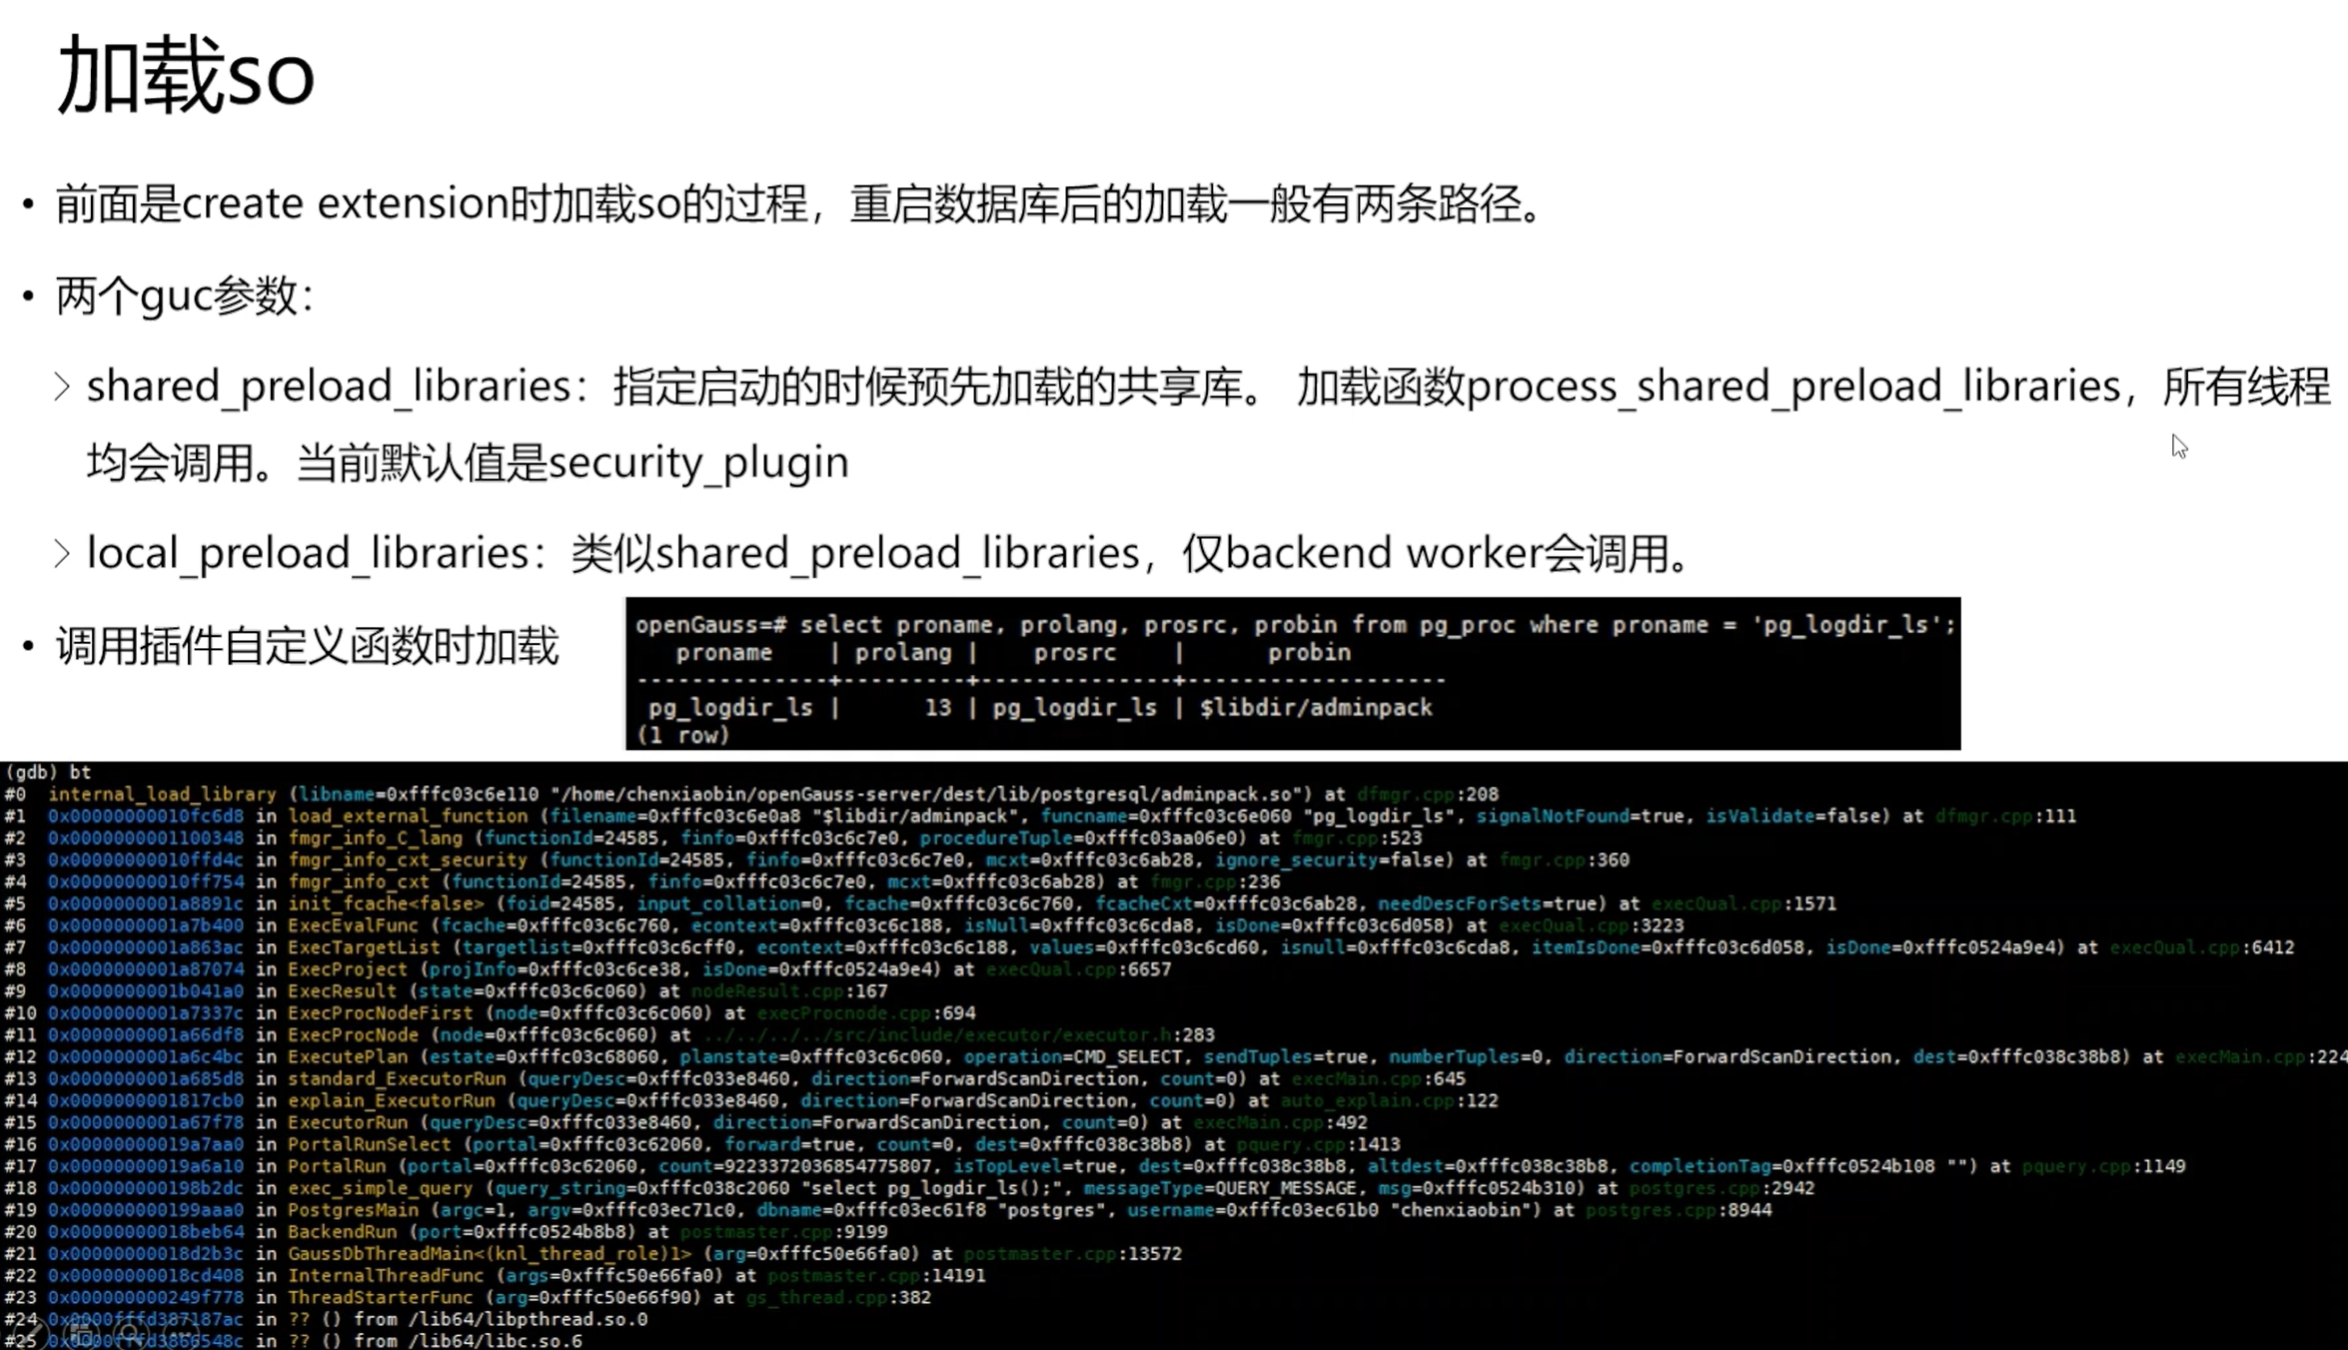 加载so
• 前面是create extension时加载so的过程，重启数据库后的加载一般有两条路径。
• 两个guc参数：
> shared_preload_libraries：指定启动的时候预先加载的共享库。 加载函数process_shared_preload_libraries，所有线程
均会调用。当前默认值是security_plugin
> local_preload_libraries：类似shared_preload_libraries，仅backend worker会调用。
• 调用插件自定义函数时加载
openGauss=# select proname, prolang, prosrc, probin from pg_proc where proname = 'pg_logdir_ls';
proname | prolang | prosrc | probin
--------------+---------+--------------+-------------------
pg_logdir_ls | 13 | pg_logdir_ls | $libdir/adminpack
(1 row)
(gdb) bt
#0 internal_load_library (libname=0xfffc03c6e110 "/home/chenxiaobin/openGauss-server/dest/lib/postgresql/adminpack.so") at dfmgr.cpp:208
#1 0x00000000010fc6d8 in load_external_function (filename=0xfffc03c6e0a8 "$libdir/adminpack", funcname=0xfffc03c6e060 "pg_logdir_ls", signalNotFound=true, isValidate=false) at dfmgr.cpp:111
#2 0x0000000001100348 in fmgr_info_C_lang (functionId=24585, finfo=0xfffc03c6c7e0, procedureTuple=0xfffc03aa06e0) at fmgr.cpp:523
#3 0x00000000010ffd4c in fmgr_info_cxt_security (functionId=24585, finfo=0xfffc03c6c7e0, mcxt=0xfffc03c6ab28, ignore_security=false) at fmgr.cpp:360
#4 0x00000000010ff754 in fmgr_info_cxt (functionId=24585, finfo=0xfffc03c6c7e0, mcxt=0xfffc03c6ab28) at fmgr.cpp:236
#5 0x0000000001a8891c in init_fcache<false> (foid=24585, input_collation=0, fcache=0xfffc03c6c760, fcacheCxt=0xfffc03c6ab28, needDescForSets=true) at execQual.cpp:1571
#6 0x0000000001a7b400 in ExecEvalFunc (fcache=0xfffc03c6c760, econtext=0xfffc03c6c188, isNull=0xfffc03c6cda8, isDone=0xfffc03c6d058) at execQual.cpp:3223
#7 0x0000000001a863ac in ExecTargetList (targetlist=0xfffc03c6cff0, econtext=0xfffc03c6c188, values=0xfffc03c6cd60, isnull=0xfffc03c6cda8, itemIsDone=0xfffc03c6d058, isDone=0xfffc0524a9e4) at execQual.cpp:6412
#8 0x0000000001a87074 in ExecProject (projInfo=0xfffc03c6ce38, isDone=0xfffc0524a9e4) at execQual.cpp:6657
#9 0x0000000001b041a0 in ExecResult (state=0xfffc03c6c060) at nodeResult.cpp:167
#10 0x0000000001a7337c in ExecProcNodeFirst (node=0xfffc03c6c060) at execProcnode.cpp:694
#11 0x0000000001a66df8 in ExecProcNode (node=0xfffc03c6c060) at ../../../../src/include/executor/executor.h:283
#12 0x0000000001a6c4bc in ExecutePlan (estate=0xfffc03c68060, planstate=0xfffc03c6c060, operation=CMD_SELECT, sendTuples=true, numberTuples=0, direction=ForwardScanDirection, dest=0xfffc038c38b8) at execMain.cpp:224
#13 0x0000000001a685d8 in standard_ExecutorRun (queryDesc=0xfffc033e8460, direction=ForwardScanDirection, count=0) at execMain.cpp:645
#14 0x0000000001817cb0 in explain_ExecutorRun (queryDesc=0xfffc033e8460, direction=ForwardScanDirection, count=0) at auto_explain.cpp:122
#15 0x0000000001a67f78 in ExecutorRun (queryDesc=0xfffc033e8460, direction=ForwardScanDirection, count=0) at execMain.cpp:492
#16 0x00000000019a7aa0 in PortalRunSelect (portal=0xfffc03c62060, forward=true, count=0, dest=0xfffc038c38b8) at pquery.cpp:1413
#17 0x00000000019a6a10 in PortalRun (portal=0xfffc03c62060, count=9223372036854775807, isTopLevel=true, dest=0xfffc038c38b8, altdest=0xfffc038c38b8, completionTag=0xfffc0524b108 "") at pquery.cpp:1149
#18 0x000000000198b2dc in exec_simple_query (query_string=0xfffc038c2060 "select pg_logdir_ls();", messageType=QUERY_MESSAGE, msg=0xfffc0524b310) at postgres.cpp:2942
#19 0x000000000199aaa0 in PostgresMain (argc=1, argv=0xfffc03ec71c0, dbname=0xfffc03ec61f8 "postgres", username=0xfffc03ec61b0 "chenxiaobin") at postgres.cpp:8944
#20 0x00000000018beb64 in BackendRun (port=0xfffc0524b8b8) at postmaster.cpp:9199
#21 0x00000000018d2b3c in GaussDbThreadMain<(knl_thread_role)1> (arg=0xfffc50e66fa0) at postmaster.cpp:13572
#22 0x00000000018cd408 in InternalThreadFunc (args=0xfffc50e66fa0) at postmaster.cpp:14191
#23 0x000000000249f778 in ThreadStarterFunc (arg=0xfffc50e66f90) at gs_thread.cpp:382
#24 0x0000fffd387187ac in ?? () from /lib64/libpthread.so.0
#25 0x0000fffd3866548c in ?? () from /lib64/libc.so.6